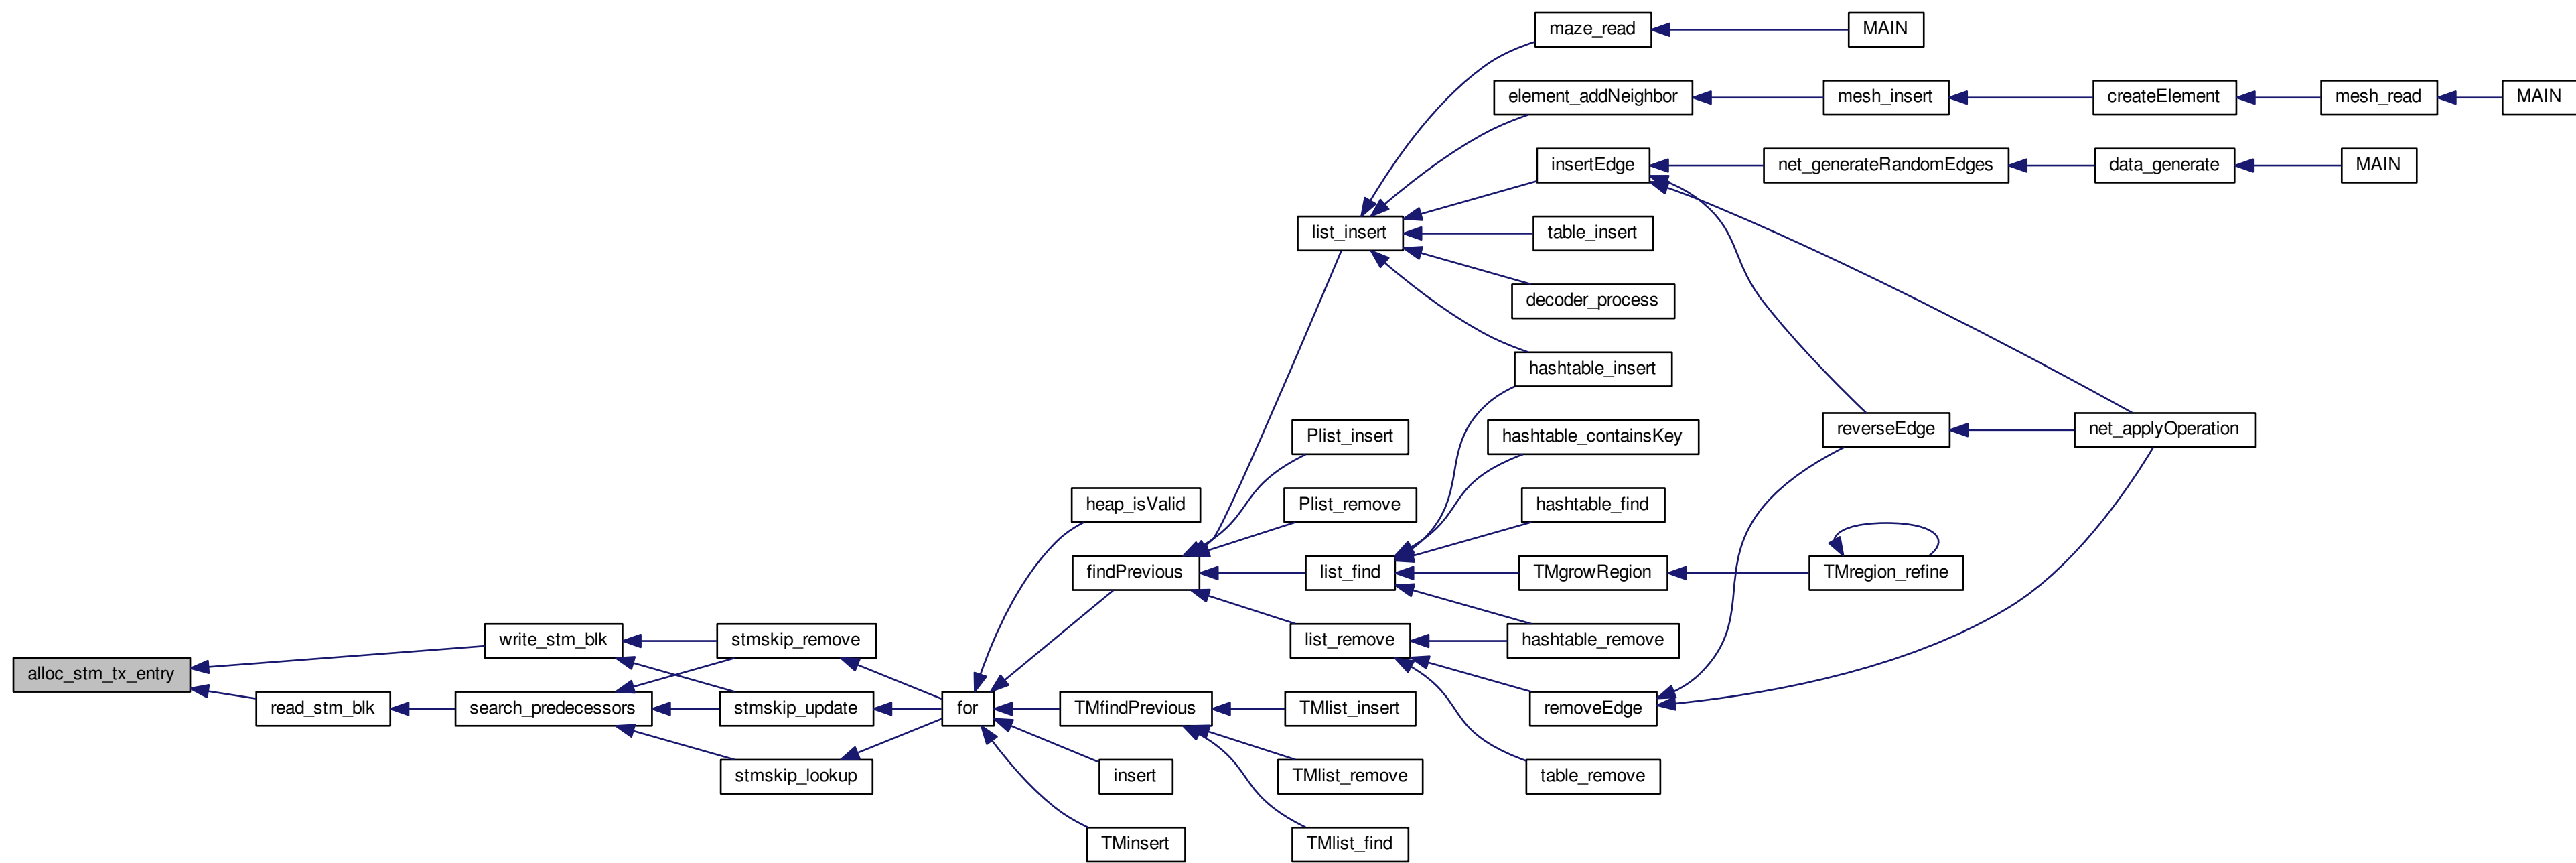 maze_read
MAIN
element_addNeighbor
mesh_insert
createElement
mesh_read
MAIN
insertEdge
net_generateRandomEdges
data_generate
MAIN
list_insert
table_insert
decoder_process
hashtable_insert
Plist_insert
hashtable_containsKey
reverseEdge
net_applyOperation
heap_isValid
Plist_remove
hashtable_find
findPrevious
list_find
TMgrowRegion
TMregion_refine
write_stm_blk
stmskip_remove
list_remove
hashtable_remove
alloc_stm_tx_entry
read_stm_blk
search_predecessors
stmskip_update
for
TMfindPrevious
TMlist_insert
removeEdge
stmskip_lookup
insert
TMlist_remove
table_remove
TMinsert
TMlist_find